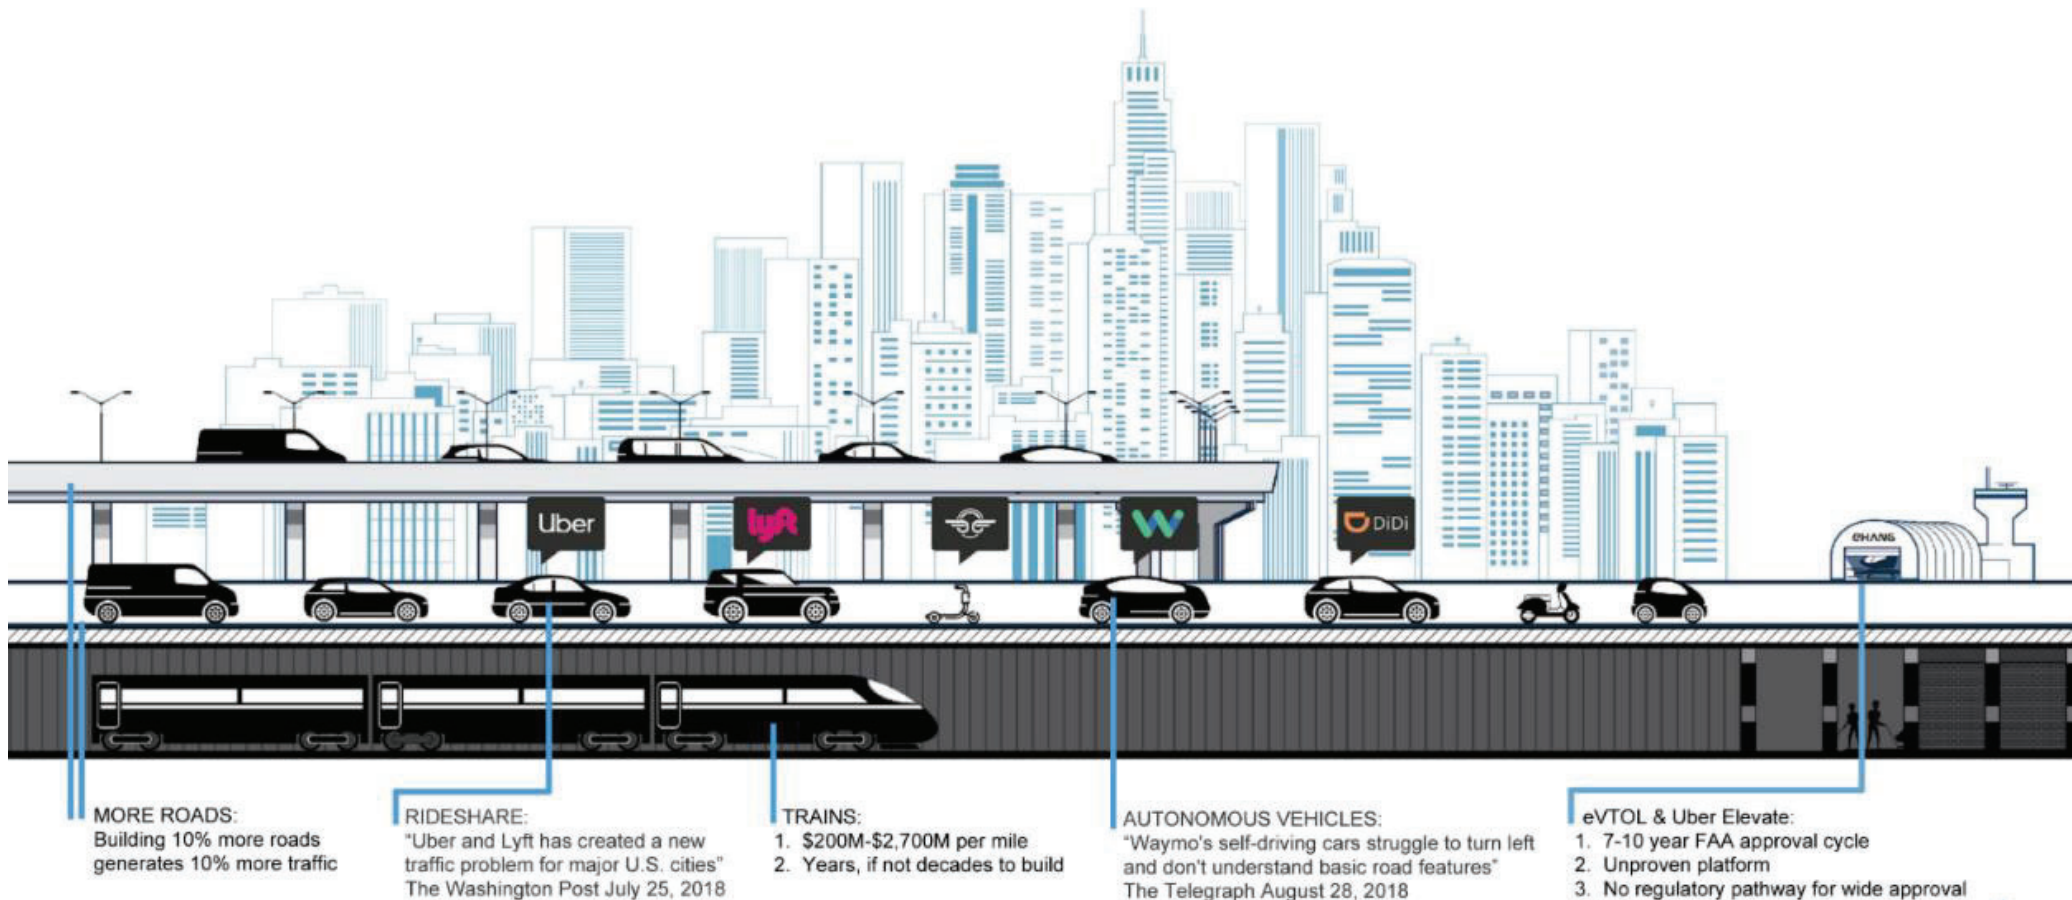 Uber
lyft
DiDi
EHANG
MORE ROADS:
Building 10% more roads
generates 10% more traffic
RIDESHARE:
“Uber and Lyft has created a new
traffic problem for major U.S. cities”
The Washington Post July 25, 2018
TRAINS:
1. $200M-$2,700M per mile
2. Years, if not decades to build
AUTONOMOUS VEHICLES:
“Waymo's self-driving cars struggle to turn left
and don't understand basic road features”
The Telegraph August 28, 2018
eVTOL & Uber Elevate:
1. 7-10 year FAA approval cycle
2. Unproven platform
3. No regulatory pathway for wide approval